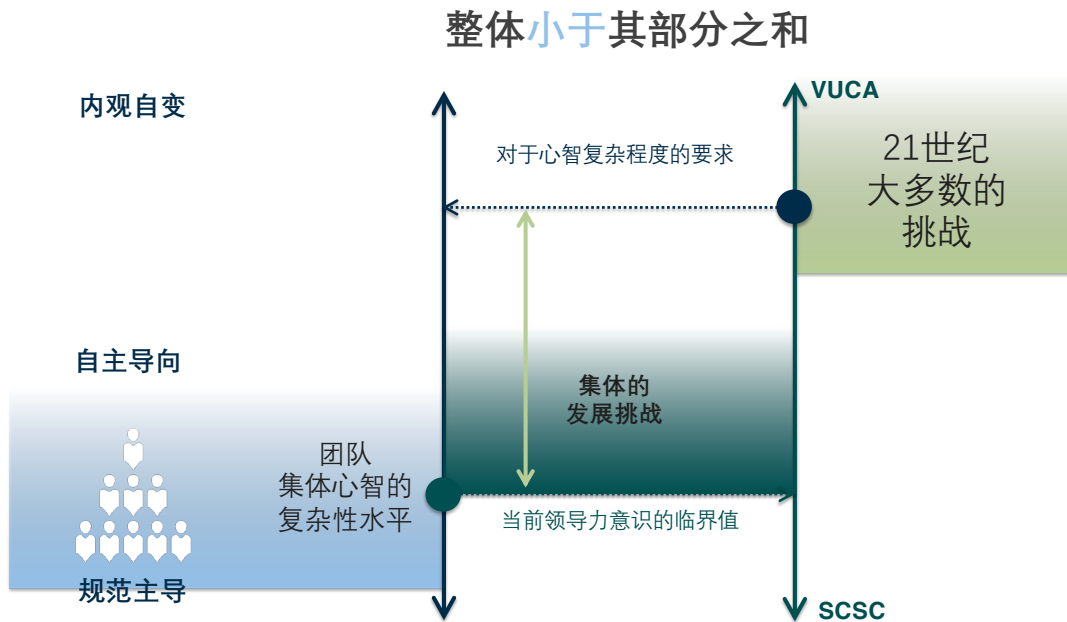 整体小于其部分之和
内观自变
VUCA
对于心智复杂程度的要求
21世纪
大多数的
挑战
自主导向
集体的
发展挑战
团队
集体心智的
复杂性水平
当前领导力意识的临界值
规范主导
SCSC